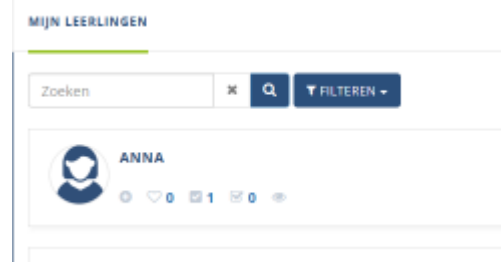 MIJN LEERLINGEN
Zoeken
FILTEREN
ANNA
0 1 0